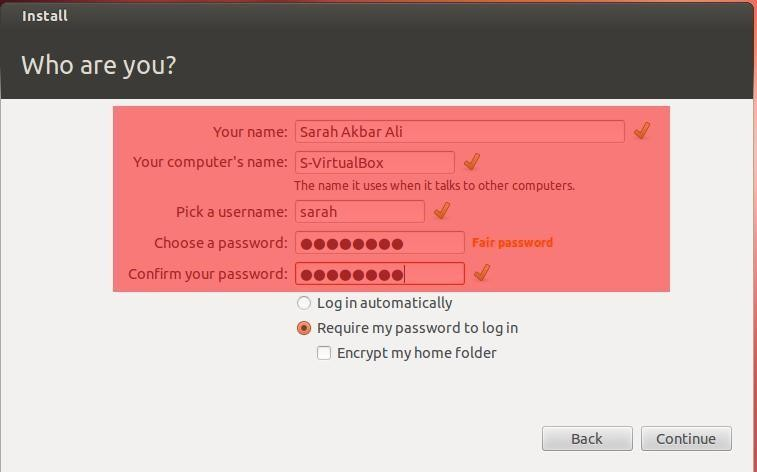 Install
Who are you?
Your name: Sarah Akbar Ali
Your computer's name: S-VirtualBox
The name it uses when it talks to other computers.
Pick a username: sarah
Choose a password: ●●●●●●●● Fair password
Confirm your password: ●●●●●●●●
Log in automatically
Require my password to log in
Encrypt my home folder
Back Continue